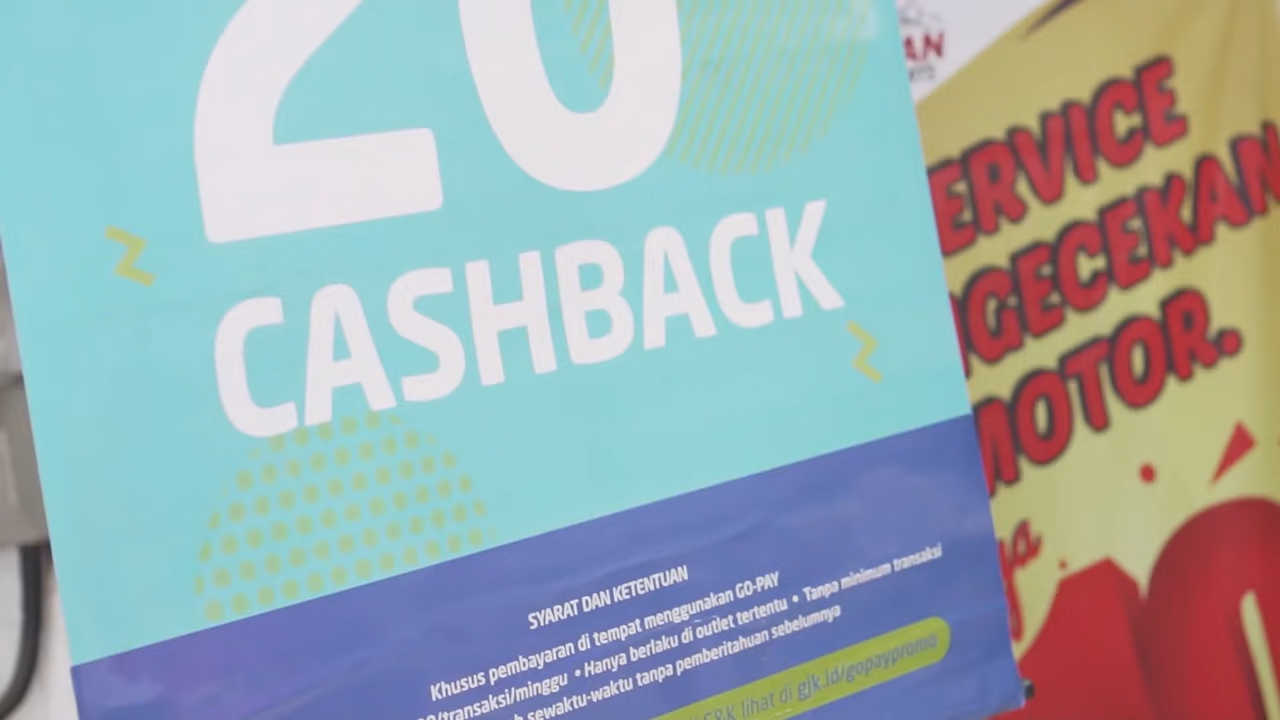 20
CASHBACK
SYARAT DAN KETENTUAN
Khusus pembayaran di tempat menggunakan GO-PAY
/transaksi/minggu • Hanya berlaku di outlet tertentu • Tanpa minimum transaksi
sewaktu-waktu tanpa pemberitahuan sebelumnya
lihat di gjk.id/gopaypromo
AN
ERVICE
GECEKAN
MOTOR.